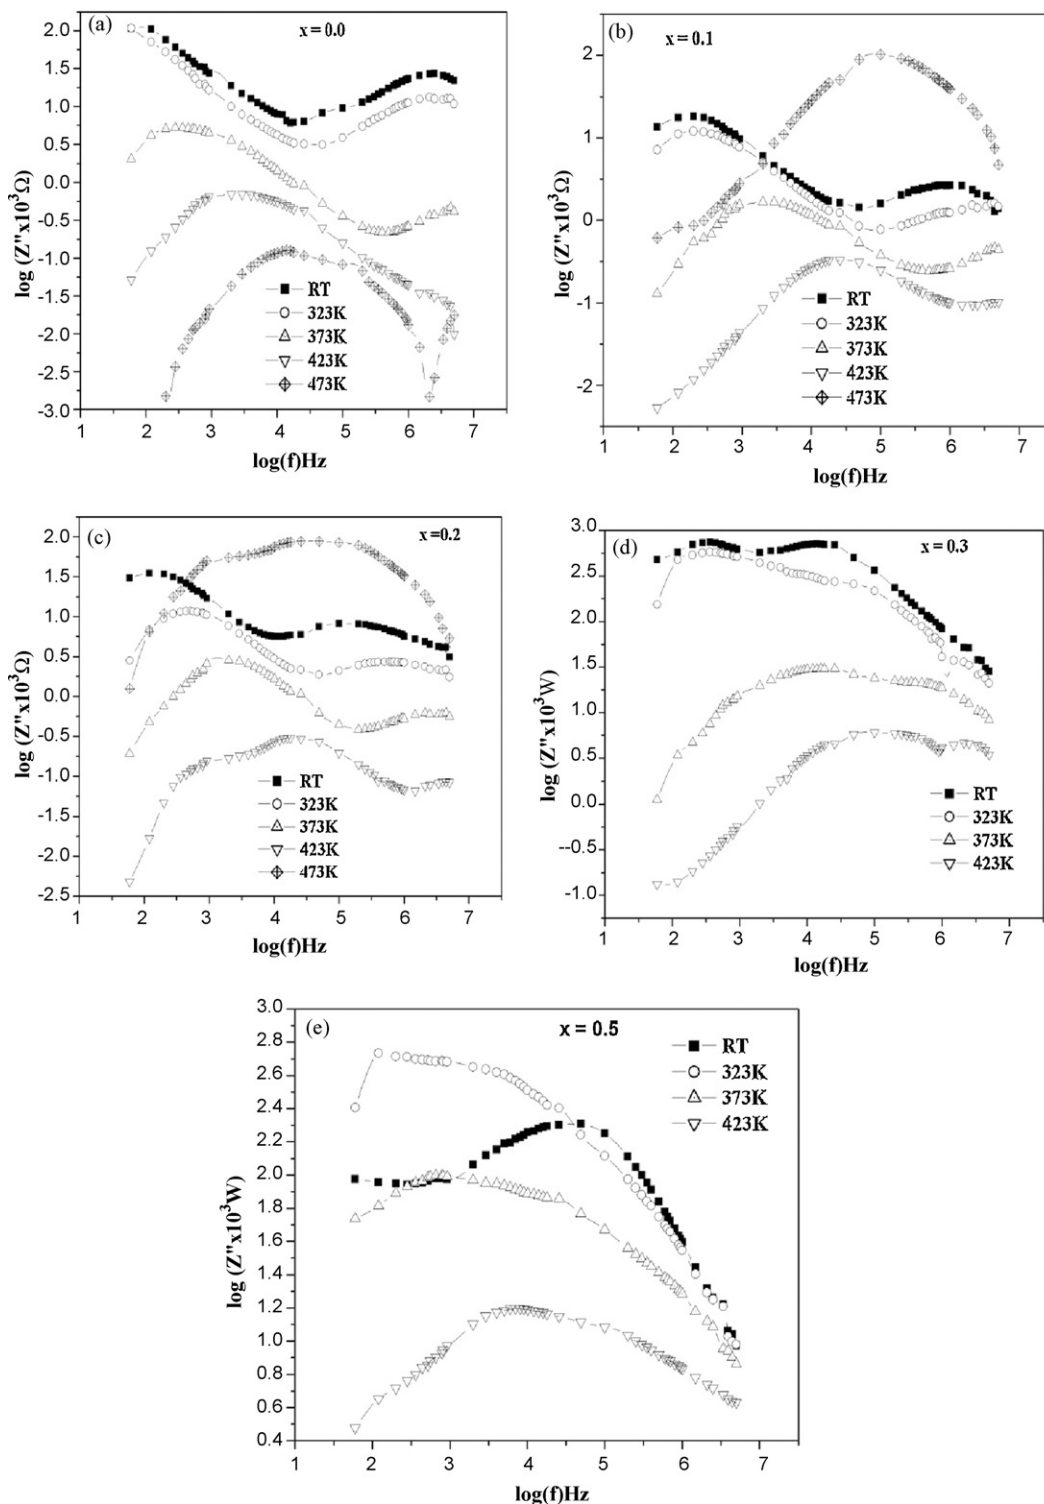 (a)
x = 0.0
2.0
1.5
1.0
0.5
0.0
-0.5
-1.0
-1.5
-2.0
-2.5
-3.0
log (Z"x10³Ω)
RT
323K
373K
423K
473K
1 2 3 4 5 6 7
log(f)Hz
(b)
x = 0.1
2
1
0
-1
-2
log (Z"x10³Ω)
RT
323K
373K
423K
473K
1 2 3 4 5 6 7
log(f)Hz
(c)
x =0.2
2.0
1.5
1.0
0.5
0.0
-0.5
-1.0
-1.5
-2.0
-2.5
log (Z"x10³Ω)
RT
323K
373K
423K
473K
1 2 3 4 5 6 7
log(f)Hz
(d)
x = 0.3
3.0
2.5
2.0
1.5
1.0
0.5
0.0
--0.5
-1.0
log (Z"x10³W)
RT
323K
373K
423K
1 2 3 4 5 6 7
log(f)Hz
(e)
x = 0.5
3.0
2.8
2.6
2.4
2.2
2.0
1.8
1.6
1.4
1.2
1.0
0.8
0.6
0.4
log (Z"x10³W)
RT
323K
373K
423K
1 2 3 4 5 6 7
log(f)Hz